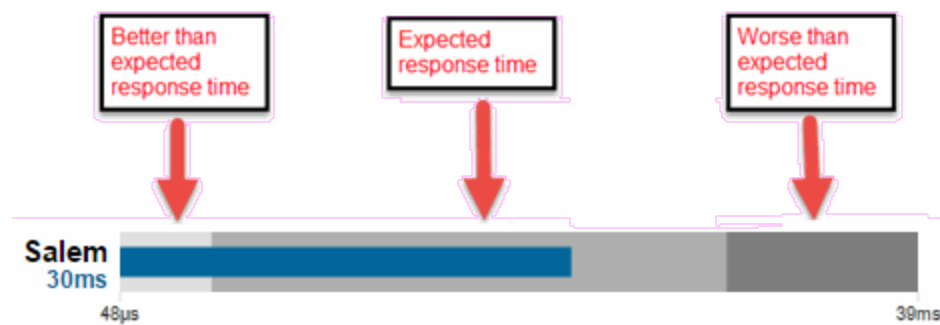 Better than
expected
response time
Expected
response time
Worse than
expected
response time
Salem
30ms
48µs
39ms